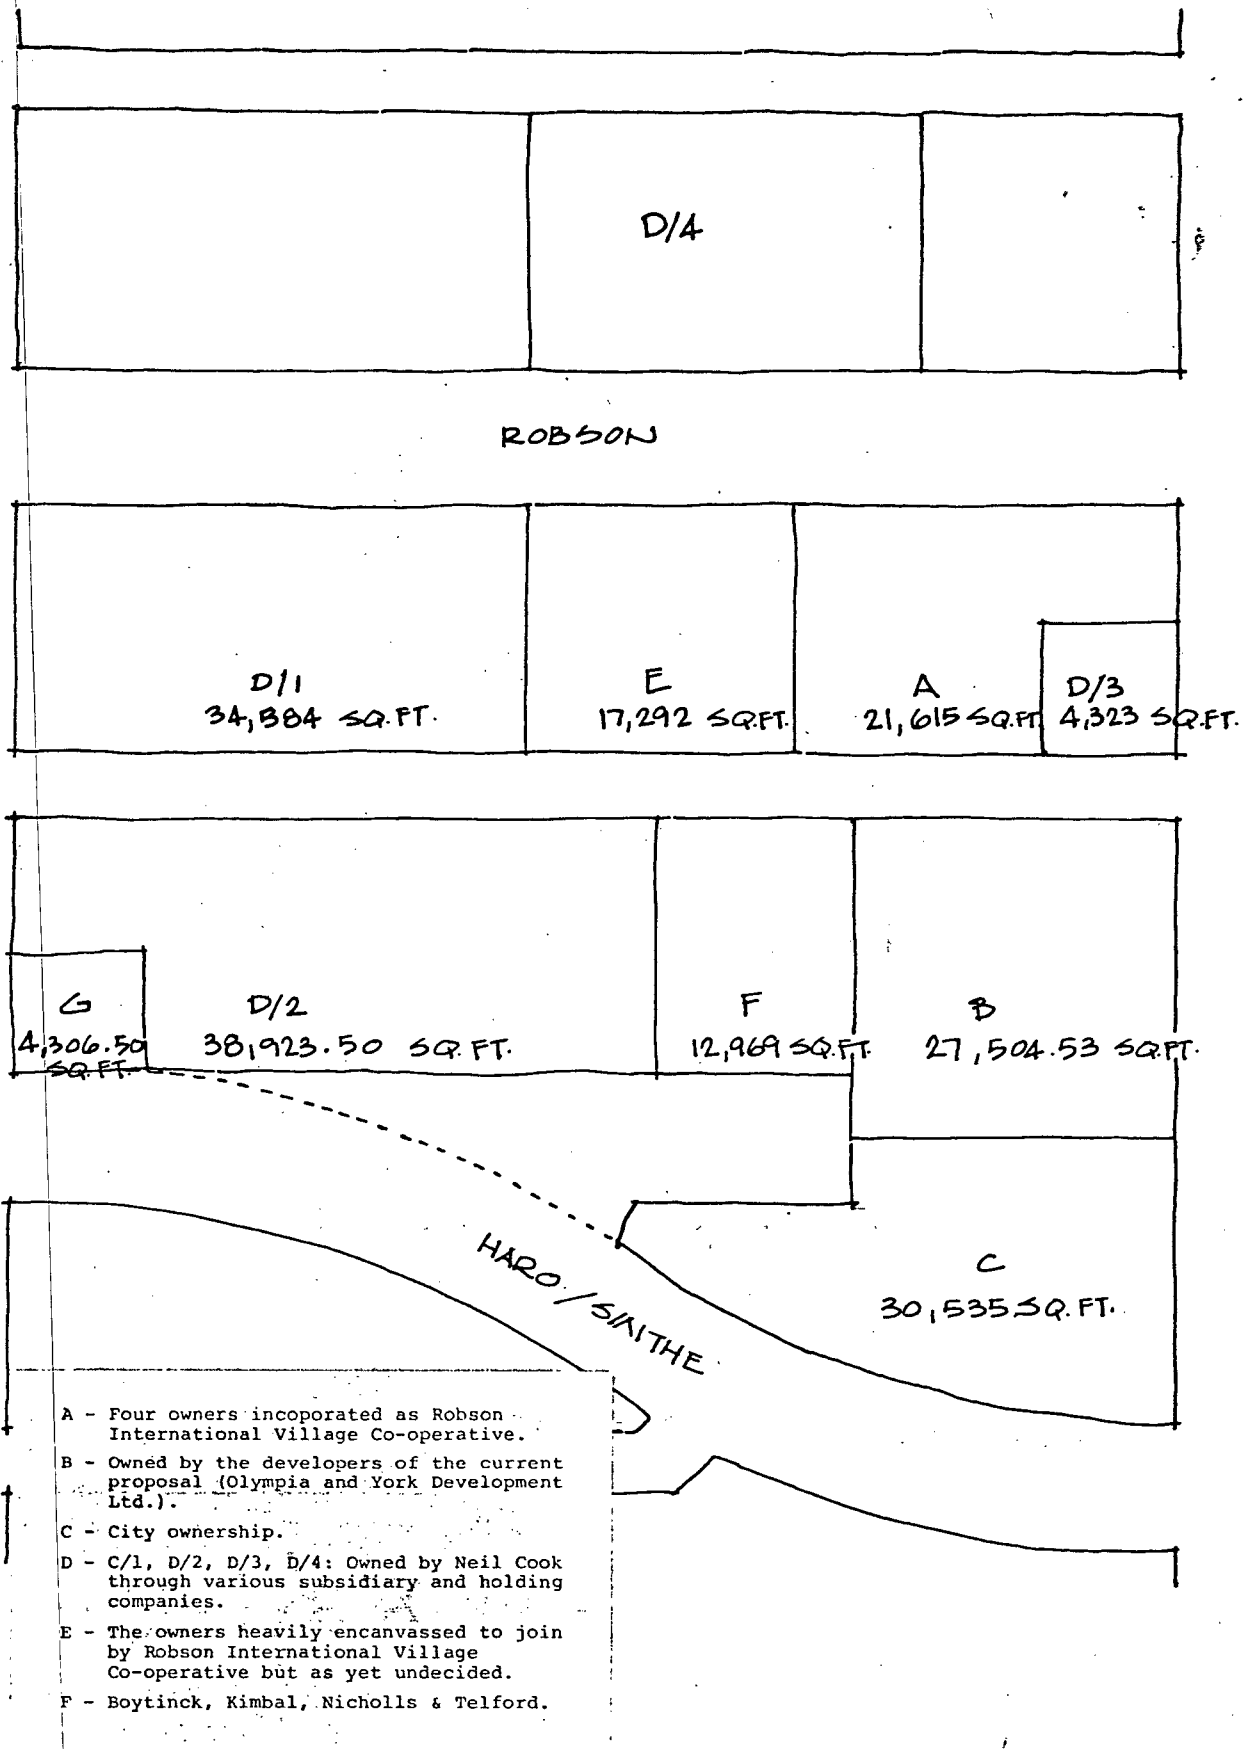 D/4
ROBSON
D/1
34,584 SQ.FT.
E
17,292 SQ.FT.
A
21,615 SQ.FT.
D/3
4,323 SQ.FT.
G
4,306.50
SQ.FT.
D/2
38,923.50 SQ.FT.
F
12,969 SQ.FT.
B
27,504.53 SQ.FT.
HARO / SMITHE
C
30,535 SQ.FT.
A - Four owners incoporated as Robson
International Village Co-operative.
B - Owned by the developers of the current
proposal (Olympia and York Development
Ltd.).
C - City ownership.
D - C/1, D/2, D/3, D/4: Owned by Neil Cook
through various subsidiary and holding
companies.
E - The owners heavily encanvassed to join
by Robson International Village
Co-operative but as yet undecided.
F - Boytinck, Kimbal, Nicholls & Telford.